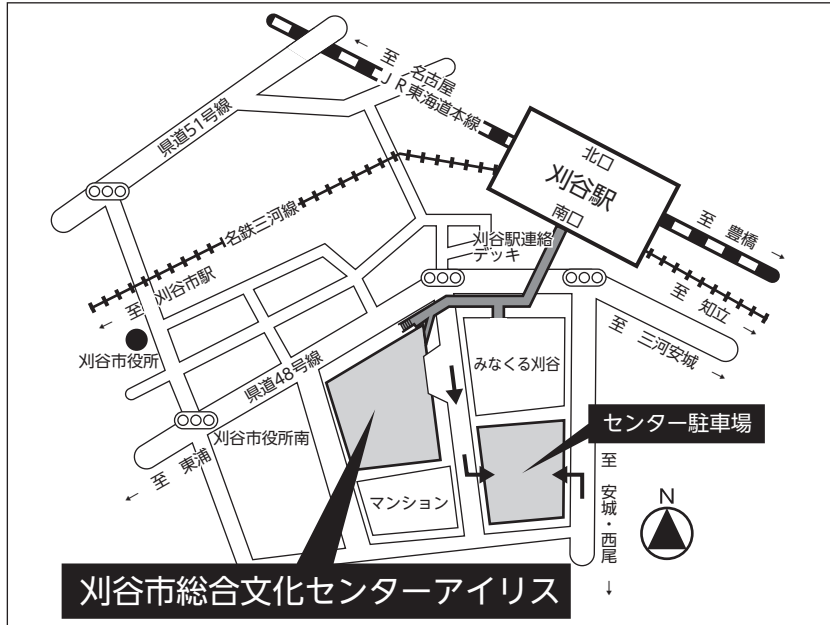 ← 至 名古屋
JR東海道本線
県道51号線
北口
刈谷駅
南口
至 豊橋 →
名鉄三河線
刈谷駅連絡
デッキ
← 至 刈谷市駅
至 知立 →
至 三河安城 →
刈谷市役所
県道48号線
みなくる刈谷
センター駐車場
刈谷市役所南
← 至 東浦
マンション
至 安城・西尾 →
N
刈谷市総合文化センターアイリス